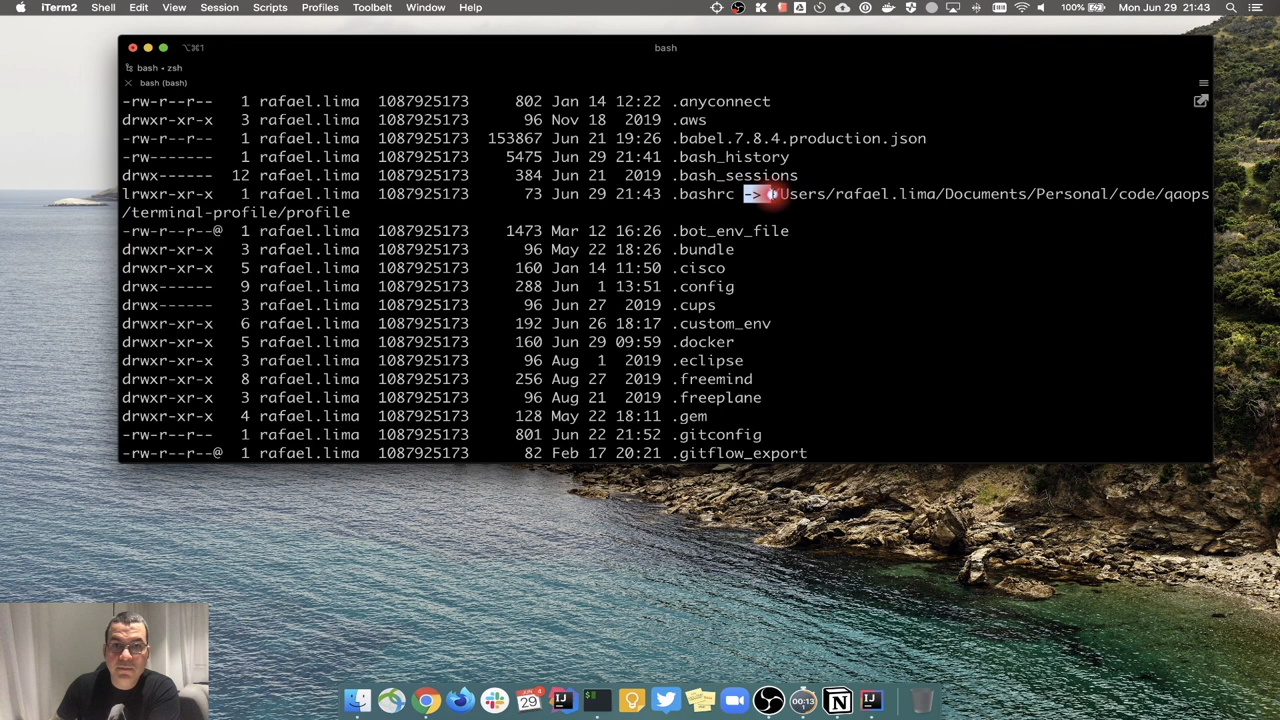 iTerm2 Shell Edit View Session Scripts Profiles Toolbelt Window Help 100% Mon Jun 29 21:43
⌥⌘1 bash
bash • zsh
bash (bash)
-rw-r--r-- 1 rafael.lima 1087925173 802 Jan 14 12:22 .anyconnect
drwxr-xr-x 3 rafael.lima 1087925173 96 Nov 18 2019 .aws
-rw-r--r-- 1 rafael.lima 1087925173 153867 Jun 21 19:26 .babel.7.8.4.production.json
-rw------- 1 rafael.lima 1087925173 5475 Jun 29 21:41 .bash_history
drwx------ 12 rafael.lima 1087925173 384 Jun 21 2019 .bash_sessions
lrwxr-xr-x 1 rafael.lima 1087925173 73 Jun 29 21:43 .bashrc -> /Users/rafael.lima/Documents/Personal/code/qaops
/terminal-profile/profile
-rw-r--r--@ 1 rafael.lima 1087925173 1473 Mar 12 16:26 .bot_env_file
drwxr-xr-x 3 rafael.lima 1087925173 96 May 22 18:26 .bundle
drwxr-xr-x 5 rafael.lima 1087925173 160 Jan 14 11:50 .cisco
drwx------ 9 rafael.lima 1087925173 288 Jun 1 13:51 .config
drwx------ 3 rafael.lima 1087925173 96 Jun 27 2019 .cups
drwxr-xr-x 6 rafael.lima 1087925173 192 Jun 26 18:17 .custom_env
drwxr-xr-x 5 rafael.lima 1087925173 160 Jun 29 09:59 .docker
drwxr-xr-x 3 rafael.lima 1087925173 96 Aug 1 2019 .eclipse
drwxr-xr-x 8 rafael.lima 1087925173 256 Aug 27 2019 .freemind
drwxr-xr-x 3 rafael.lima 1087925173 96 Aug 21 2019 .freeplane
drwxr-xr-x 4 rafael.lima 1087925173 128 May 22 18:11 .gem
-rw-r--r-- 1 rafael.lima 1087925173 801 Jun 22 21:52 .gitconfig
-rw-r--r--@ 1 rafael.lima 1087925173 82 Feb 17 20:21 .gitflow_export
JUN 4
29
IJ
$
00:13
N
IJ